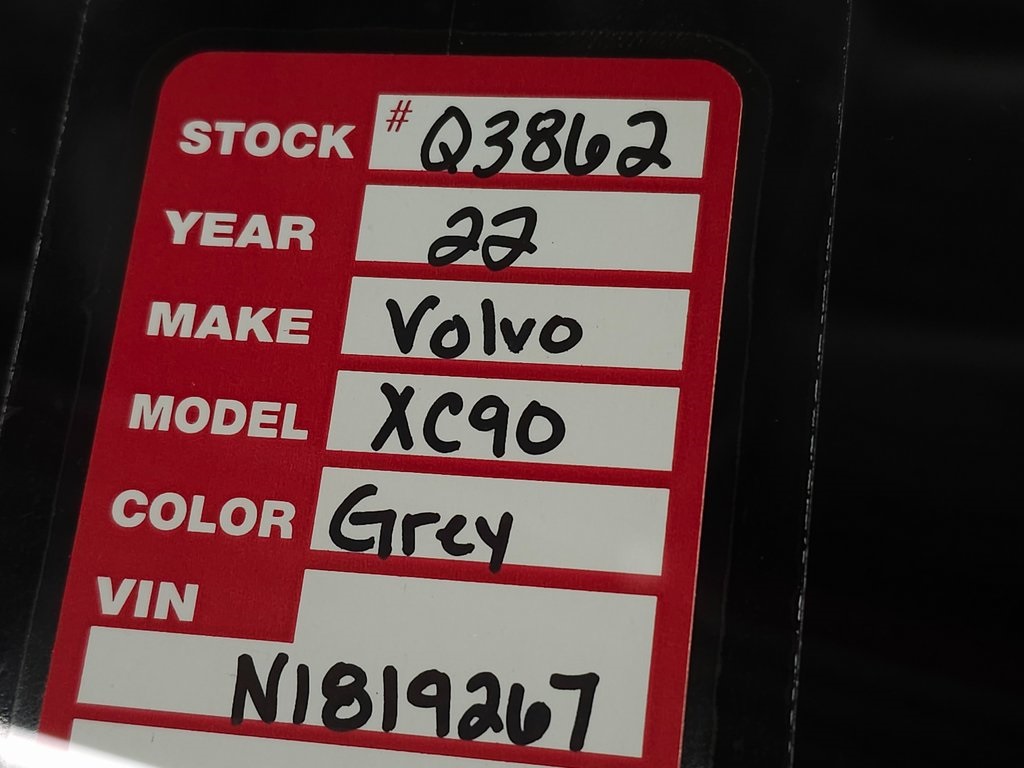 STOCK # Q3862
YEAR 22
MAKE Volvo
MODEL XC90
COLOR Grey
VIN
N1819267